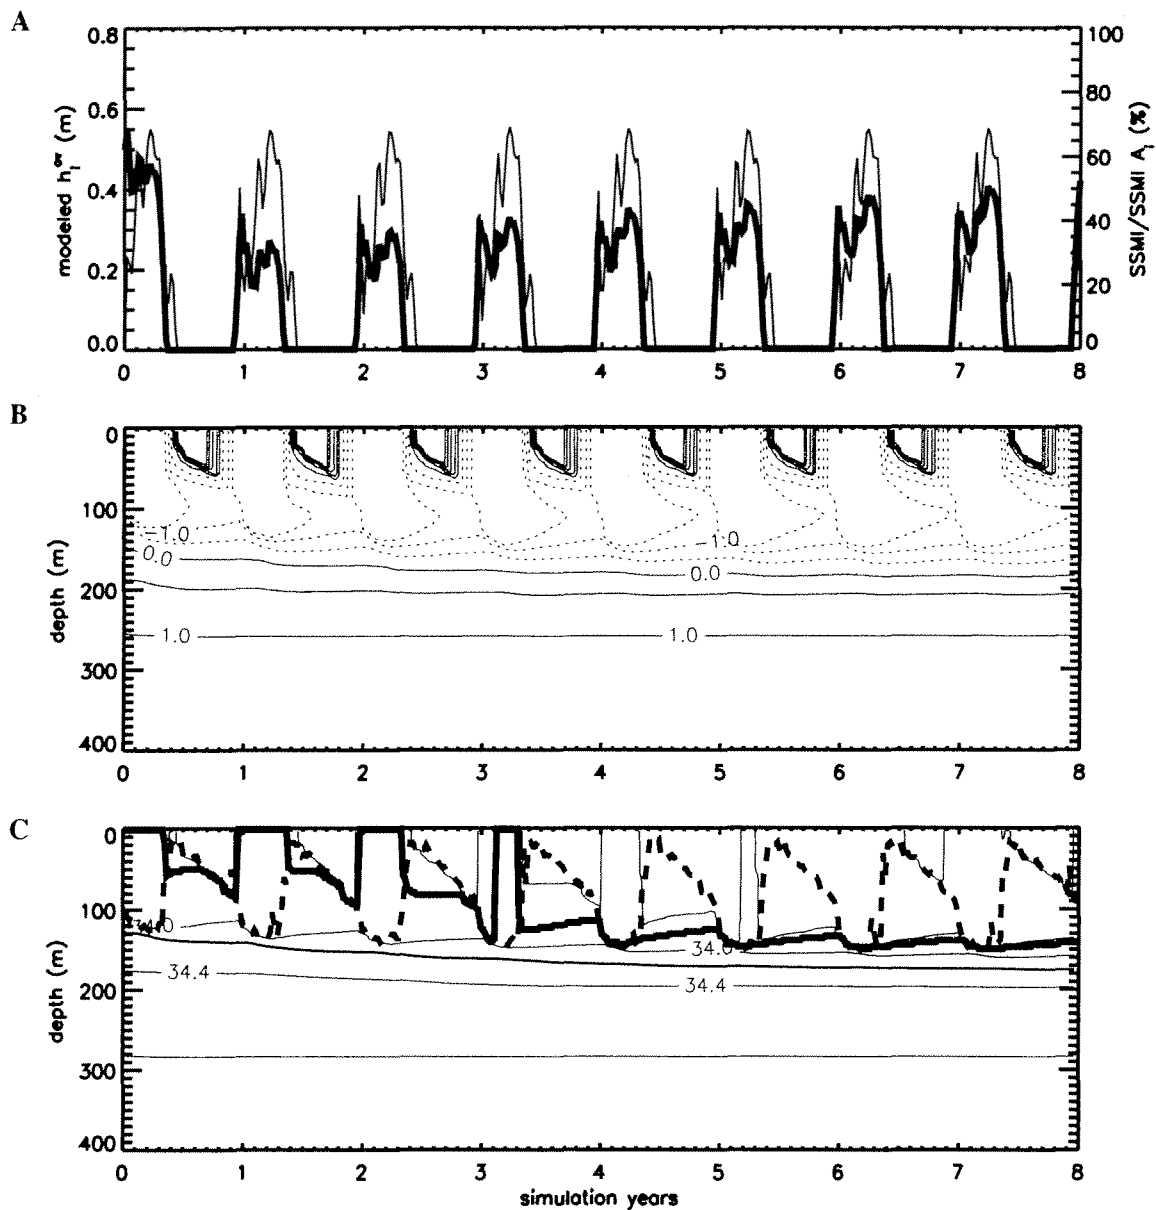 A
0.8
0.6
0.4
0.2
0.0
modeled h_i^av (m)
100
80
60
40
20
0
SSMI/SSMI A_i (%)
0 1 2 3 4 5 6 7 8
B
0
100
200
300
400
depth (m)
-1.0
-1.0
0.0
0.0
1.0
1.0
0 1 2 3 4 5 6 7 8
C
0
100
200
300
400
depth (m)
34.0
34.0
34.4
34.4
0 1 2 3 4 5 6 7 8
simulation years